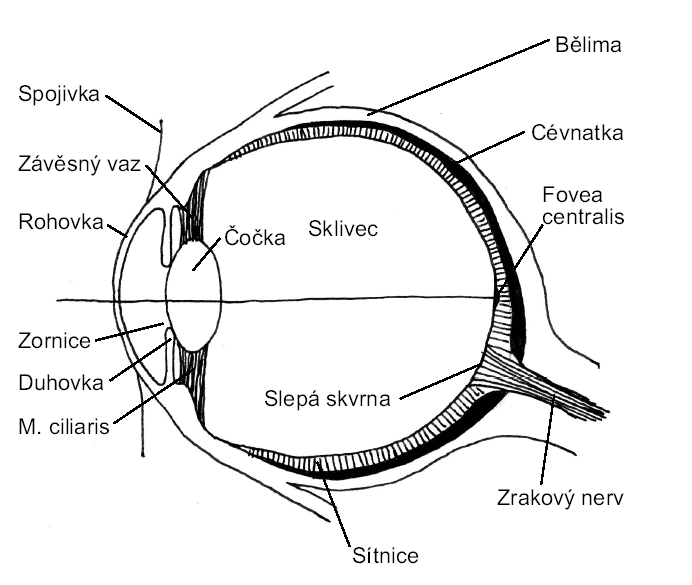 Bělima
Spojivka
Cévnatka
Závěsný vaz
Fovea
centralis
Rohovka
Čočka
Sklivec
Zornice
Duhovka
Slepá skvrna
M. ciliaris
Zrakový nerv
Sítnice